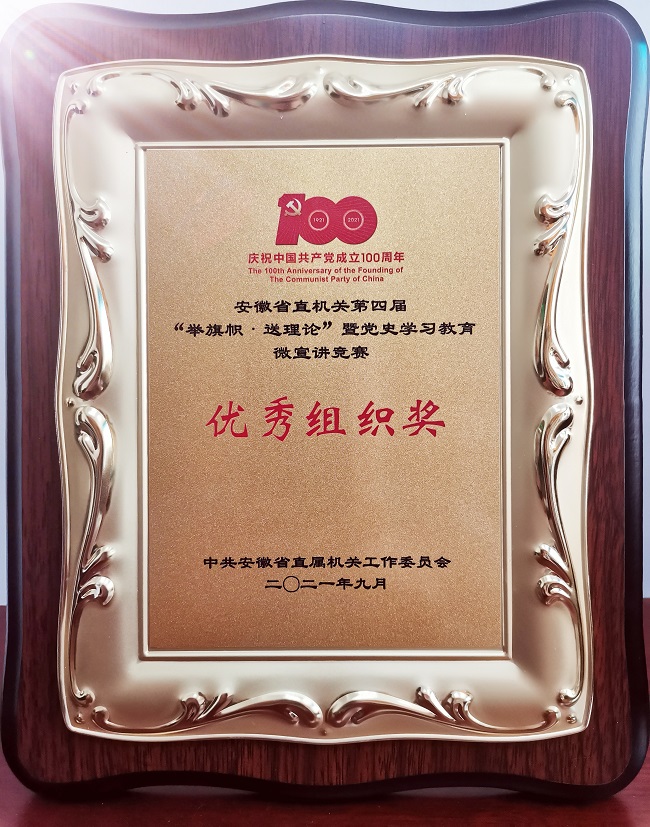 100
1921 2021
庆祝中国共产党成立100周年
The 100th Anniversary of the Founding of
The Communist Party of China
安徽省直机关第四届
“举旗帜·送理论”暨党史学习教育
微宣讲竞赛
优秀组织奖
中共安徽省直属机关工作委员会
二〇二一年九月